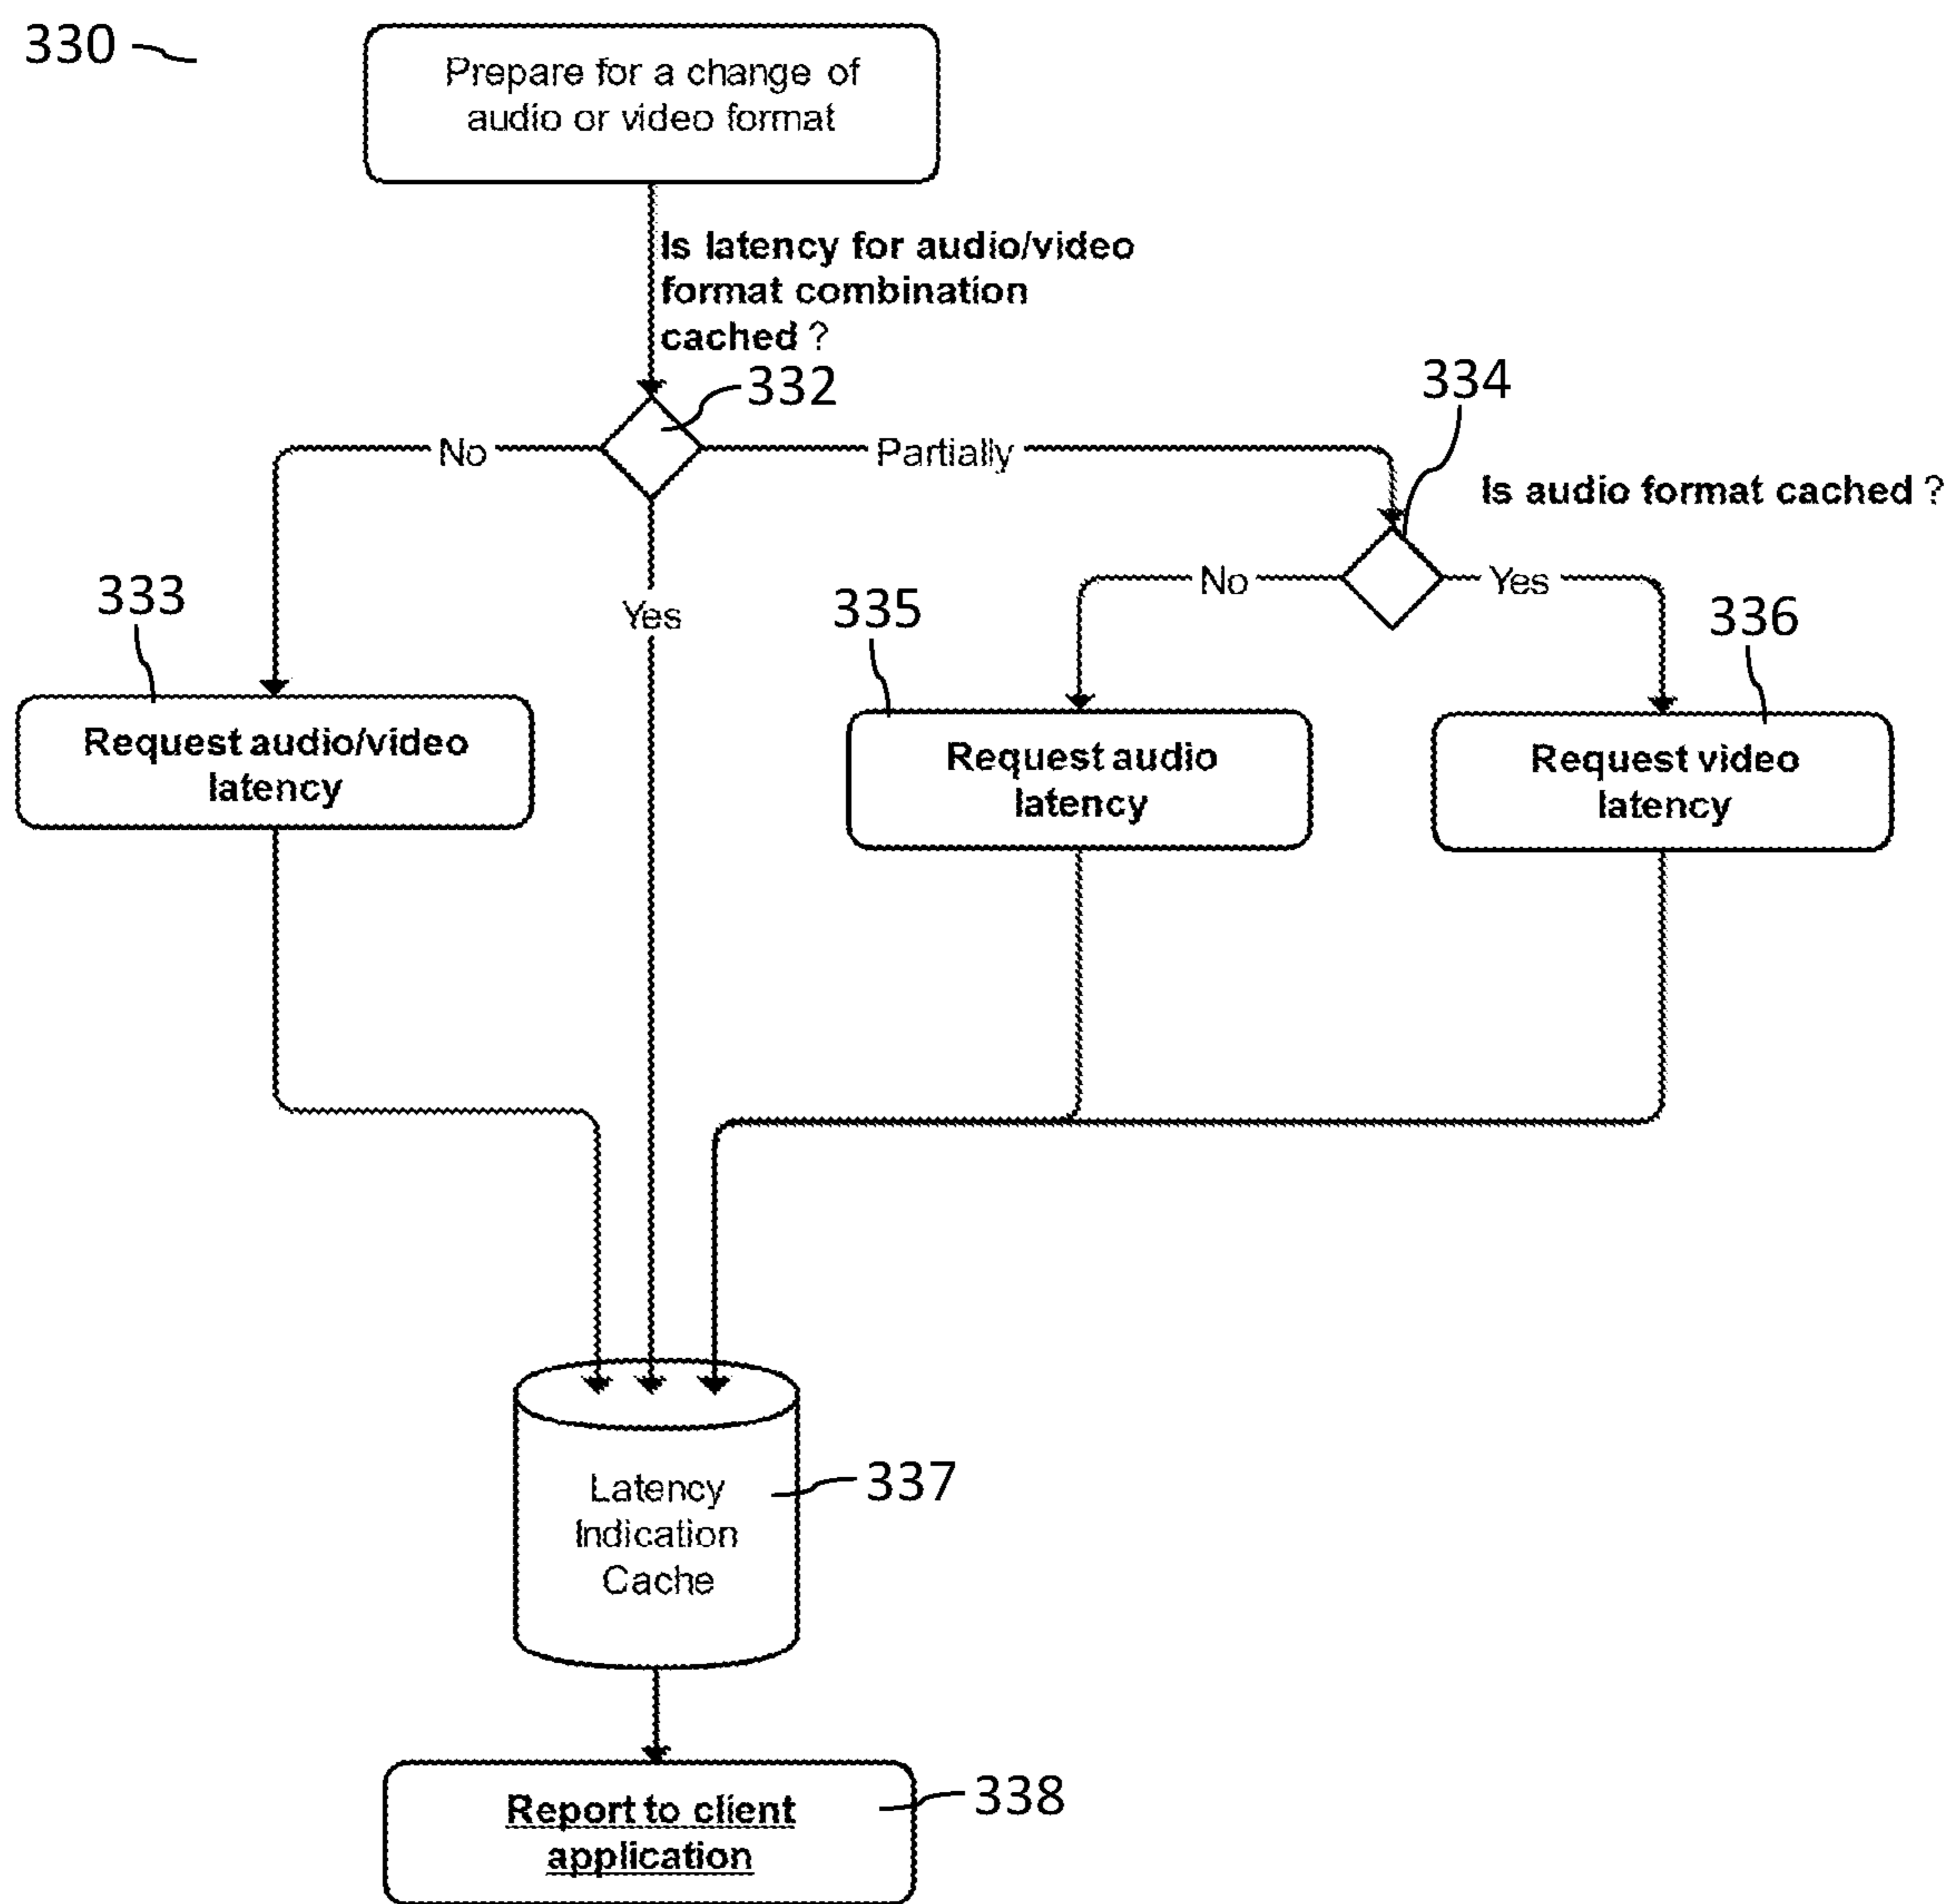 330
Prepare for a change of
audio or video format
Is latency for audio/video
format combination
cached ?
332
334
No
Partially
Is audio format cached ?
No
Yes
333
Yes
335
336
Request audio/video
latency
Request audio
latency
Request video
latency
Latency
Indication
Cache
337
Report to client
application
338